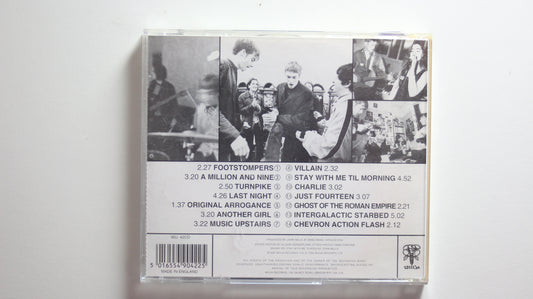 2.27 FOOTSTOMPERS 1
3.20 A MILLION AND NINE 2
2.50 TURNPIKE 3
4.26 LAST NIGHT 4
1.37 ORIGINAL ARROGANCE 5
3.20 ANOTHER GIRL 6
3.22 MUSIC UPSTAIRS 7
8 VILLAIN 2.32
9 STAY WITH ME TIL MORNING 4.52
10 CHARLIE 3.02
11 JUST FOURTEEN 3.07
12 GHOST OF THE ROMAN EMPIRE 2.21
13 INTERGALACTIC STARBED 5.02
14 CHEVRON ACTION FLASH 2.12
WIJ 42CD
5 016554 904225
MADE IN ENGLAND